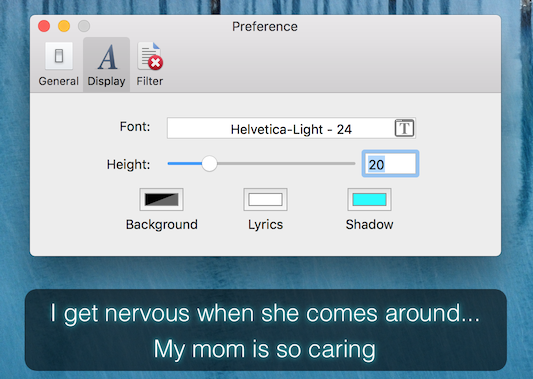 Preference
General Display Filter
Font: Helvetica-Light - 24 T
Height: 20
Background Lyrics Shadow
I get nervous when she comes around...
My mom is so caring